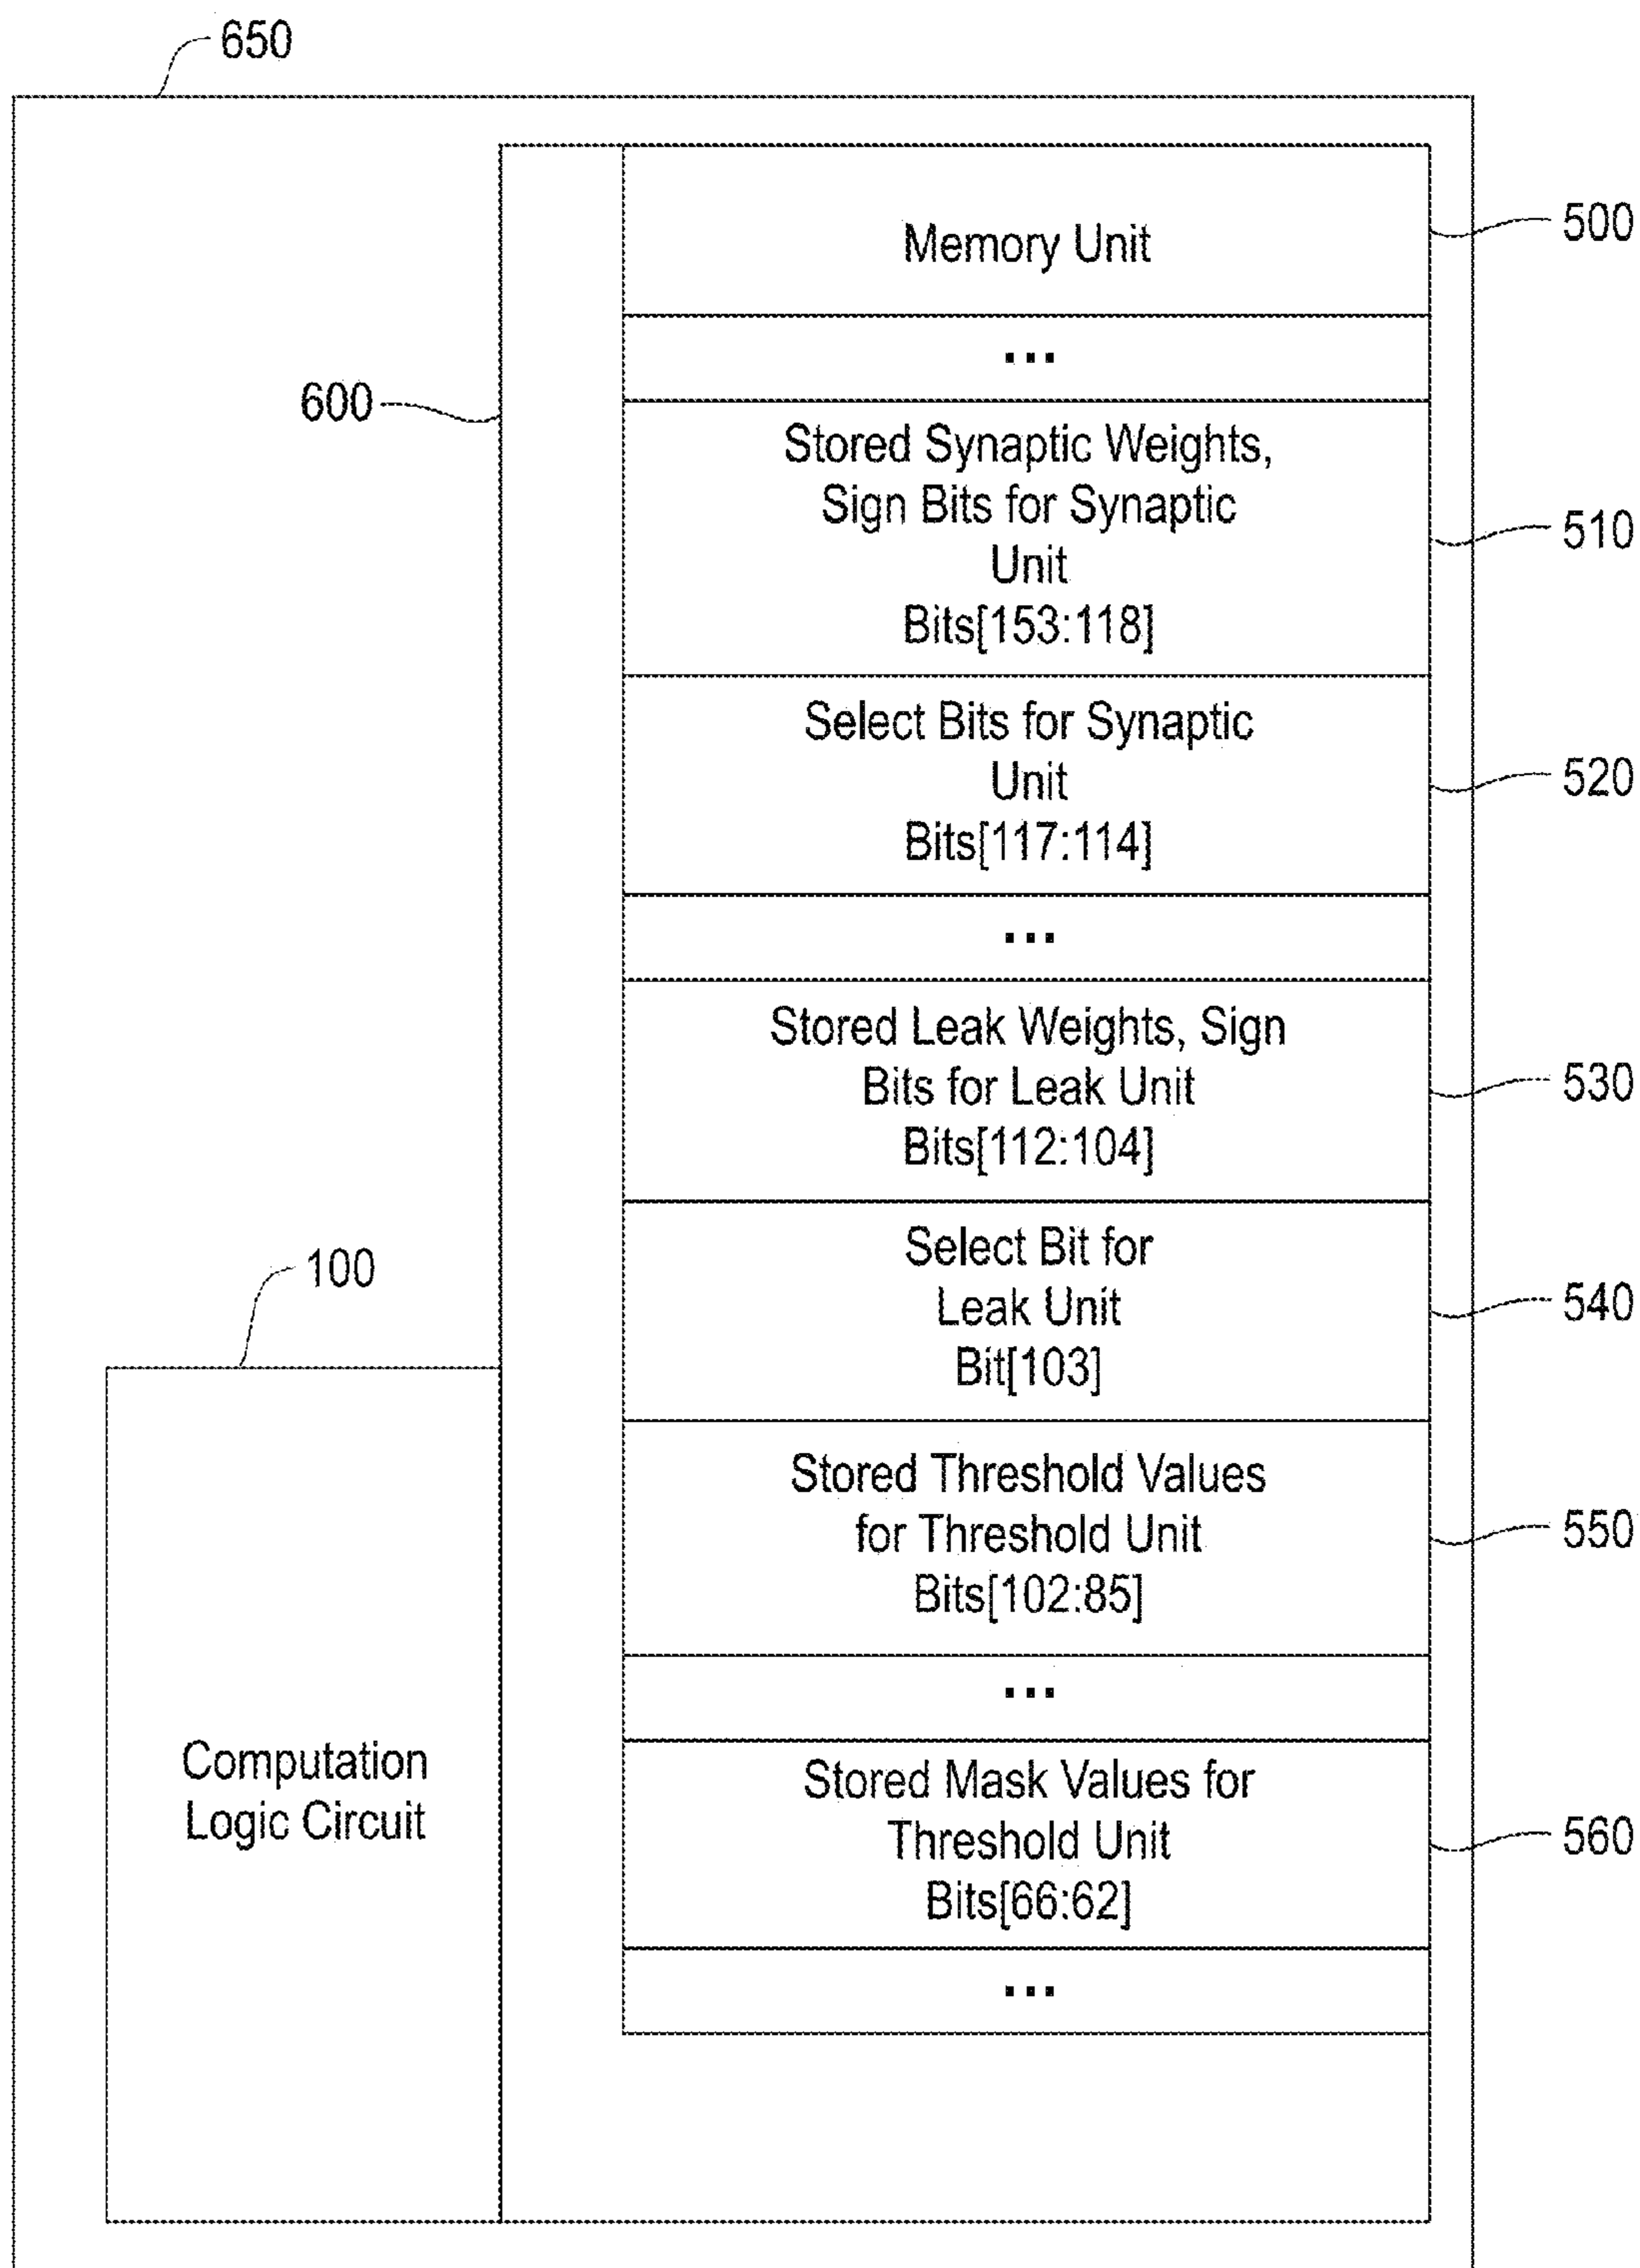 650
Memory Unit
500
...
600
Stored Synaptic Weights,
Sign Bits for Synaptic
Unit
Bits[153:118]
510
Select Bits for Synaptic
Unit
Bits[117:114]
520
...
Stored Leak Weights, Sign
Bits for Leak Unit
Bits[112:104]
530
Select Bit for
Leak Unit
Bit[103]
540
100
Stored Threshold Values
for Threshold Unit
Bits[102:85]
550
...
Computation
Logic Circuit
Stored Mask Values for
Threshold Unit
Bits[66:62]
560
...